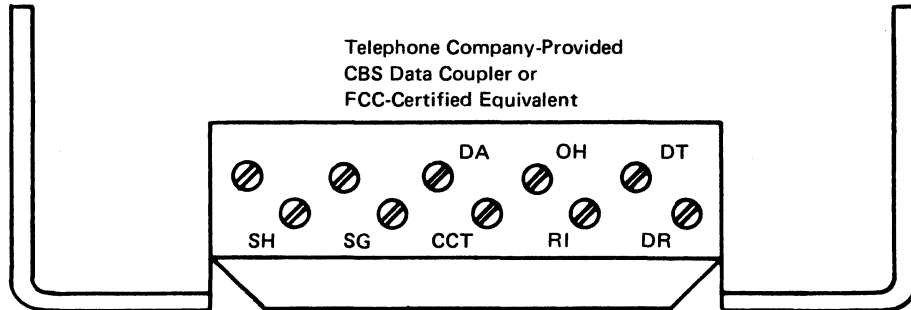 Telephone Company-Provided
CBS Data Coupler or
FCC-Certified Equivalent
DA OH DT
SH SG CCT RI DR